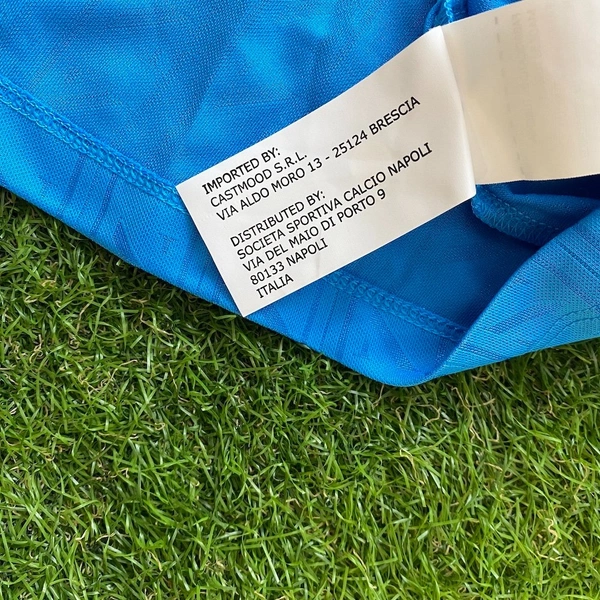 IMPORTED BY:
CASTMOOD S.R.L.
VIA ALDO MORO 13 - 25124 BRESCIA
DISTRIBUTED BY:
SOCIETA SPORTIVA CALCIO NAPOLI
VIA DEL MAIO DI PORTO 9
80133 NAPOLI
ITALIA